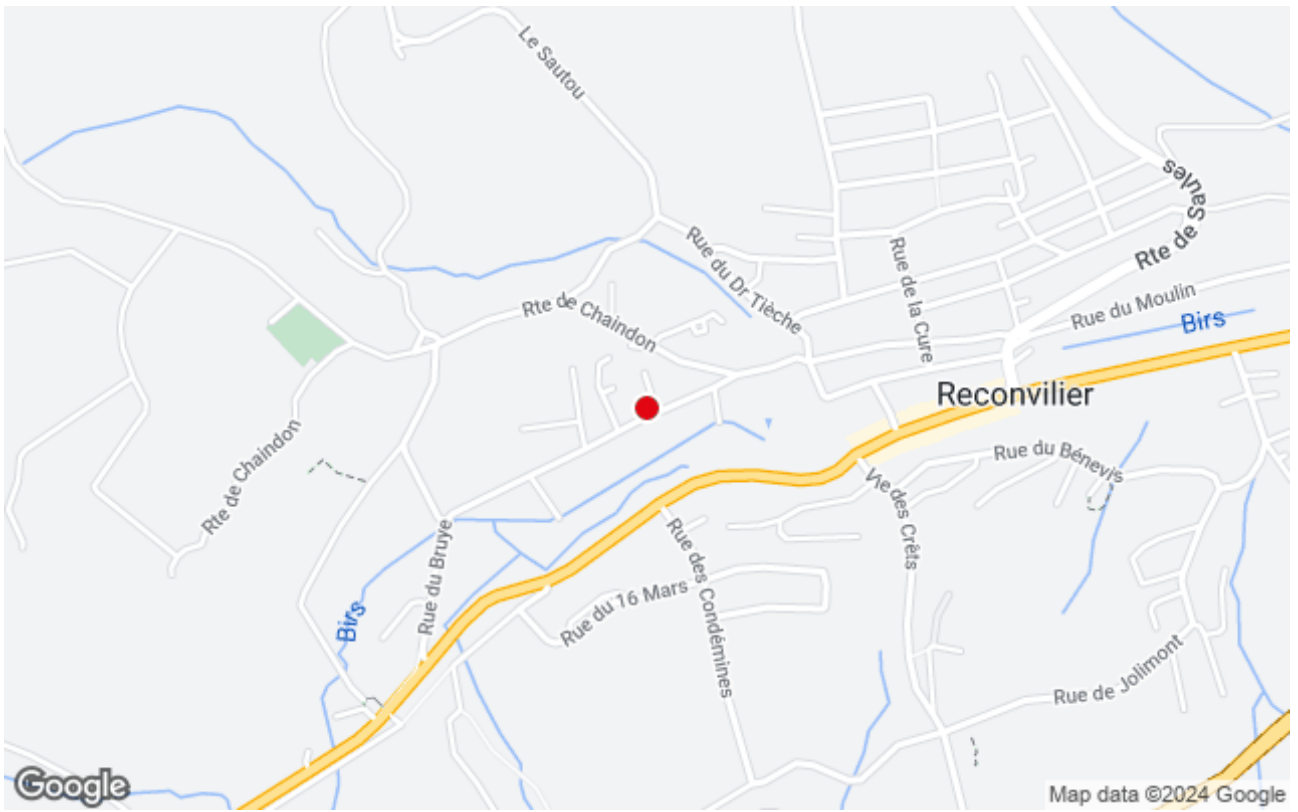 Le Sautou
Rte de Saules
Rue du Dr Tièche
Rue de la Cure
Rue du Moulin
Birs
Rte de Chaindon
Reconvilier
Rue du Bénevis
Rte de Chaindon
Vie des Crêts
Rue du Bruye
Rue des Condémines
Rue du 16 Mars
Birs
Rue de Jolimont
Google
Map data ©2024 Google